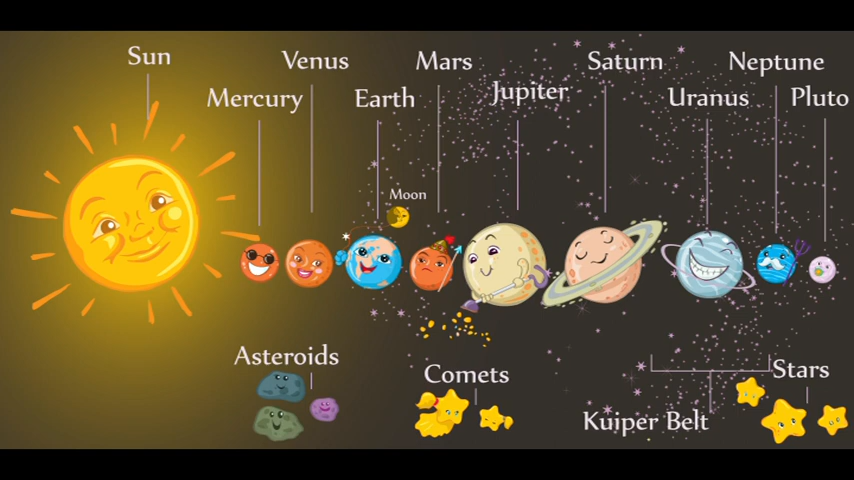 Sun
Venus
Mars
Saturn
Neptune
Mercury
Earth
Jupiter
Uranus
Pluto
Moon
Asteroids
Comets
Stars
Kuiper Belt